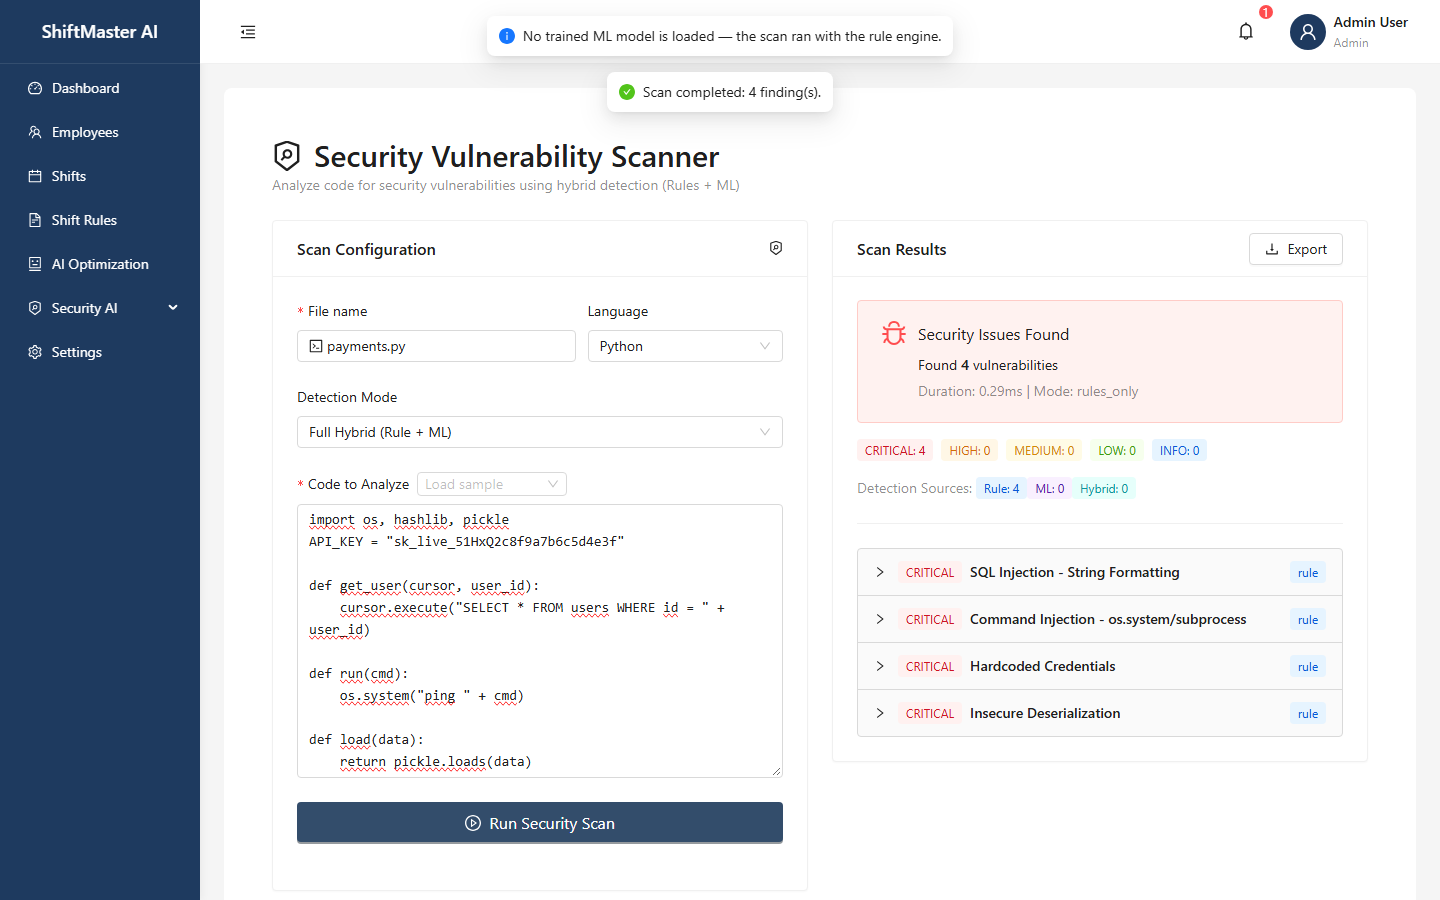 ShiftMaster AI
No trained ML model is loaded — the scan ran with the rule engine.
1
Admin User
Admin
Dashboard
Employees
Shifts
Shift Rules
AI Optimization
Security AI
Settings
Scan completed: 4 finding(s).
Security Vulnerability Scanner
Analyze code for security vulnerabilities using hybrid detection (Rules + ML)
Scan Configuration
* File name
Language
payments.py
Python
Detection Mode
Full Hybrid (Rule + ML)
* Code to Analyze
Load sample
import os, hashlib, pickle
API_KEY = "sk_live_51HxQ2c8f9a7b6c5d4e3f"
def get_user(cursor, user_id):
cursor.execute("SELECT * FROM users WHERE id = " +
user_id)
def run(cmd):
os.system("ping " + cmd)
def load(data):
return pickle.loads(data)
Run Security Scan
Scan Results
Export
Security Issues Found
Found 4 vulnerabilities
Duration: 0.29ms | Mode: rules_only
CRITICAL: 4
HIGH: 0
MEDIUM: 0
LOW: 0
INFO: 0
Detection Sources: Rule: 4 ML: 0 Hybrid: 0
CRITICAL SQL Injection - String Formatting rule
CRITICAL Command Injection - os.system/subprocess rule
CRITICAL Hardcoded Credentials rule
CRITICAL Insecure Deserialization rule